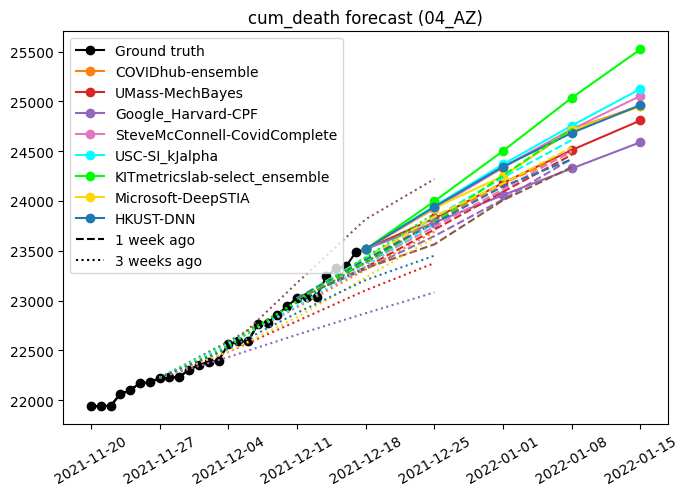 cum_death forecast (04_AZ)
25500
25000
24500
24000
23500
23000
22500
22000
Ground truth
COVIDhub-ensemble
UMass-MechBayes
Google_Harvard-CPF
SteveMcConnell-CovidComplete
USC-SI_kJalpha
KITmetricslab-select_ensemble
Microsoft-DeepSTIA
HKUST-DNN
1 week ago
3 weeks ago
2021-11-20
2021-11-27
2021-12-04
2021-12-11
2021-12-18
2021-12-25
2022-01-01
2022-01-08
2022-01-15